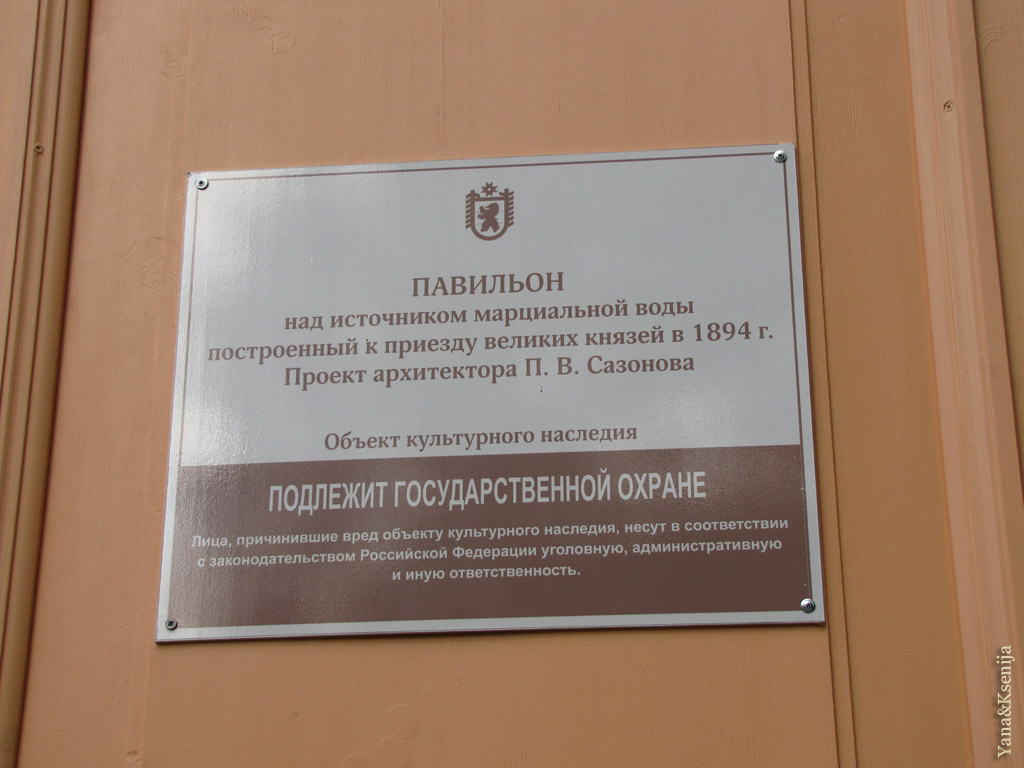 ПАВИЛЬОН
над источником марциальной воды
построенный к приезду великих князей в 1894 г.
Проект архитектора П. В. Сазонова
Объект культурного наследия
ПОДЛЕЖИТ ГОСУДАРСТВЕННОЙ ОХРАНЕ
Лица, причинившие вред объекту культурного наследия, несут в соответствии
с законодательством Российской Федерации уголовную, административную
и иную ответственность.
Yana&Ksenija